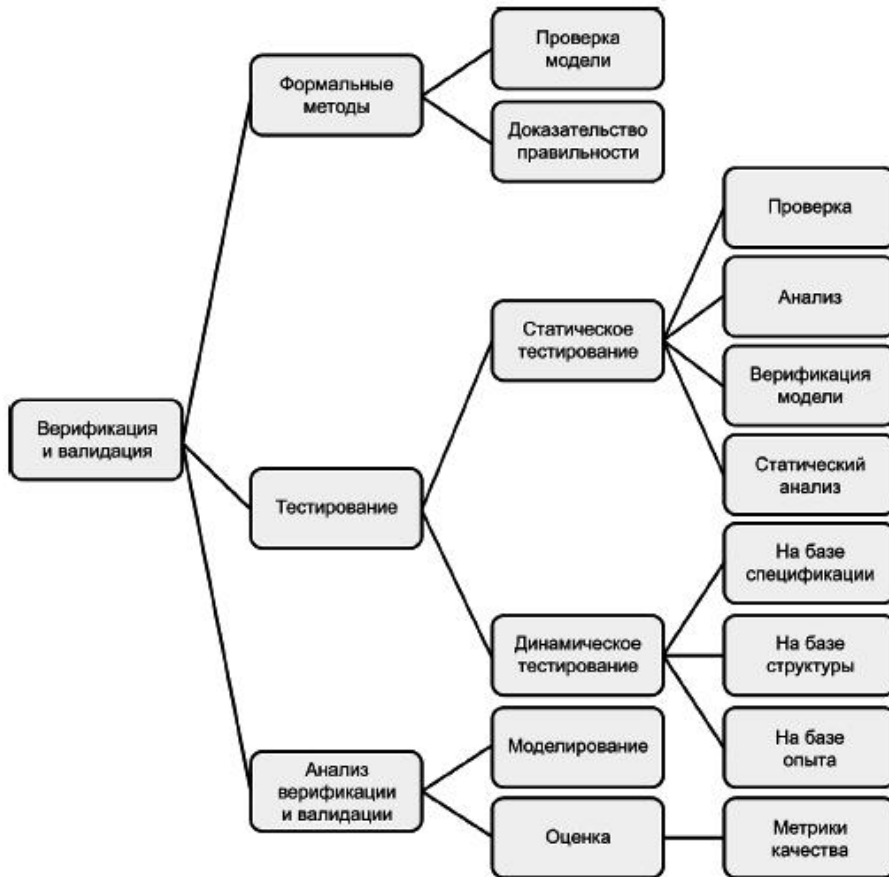 Проверка
модели
Формальные
методы
Доказательство
правильности
Проверка
Статическое
тестирование
Анализ
Верификация
модели
Верификация
и валидация
Статический
анализ
Тестирование
На базе
спецификации
Динамическое
тестирование
На базе
структуры
Моделирование
На базе
опыта
Анализ
верификации
и валидации
Оценка
Метрики
качества